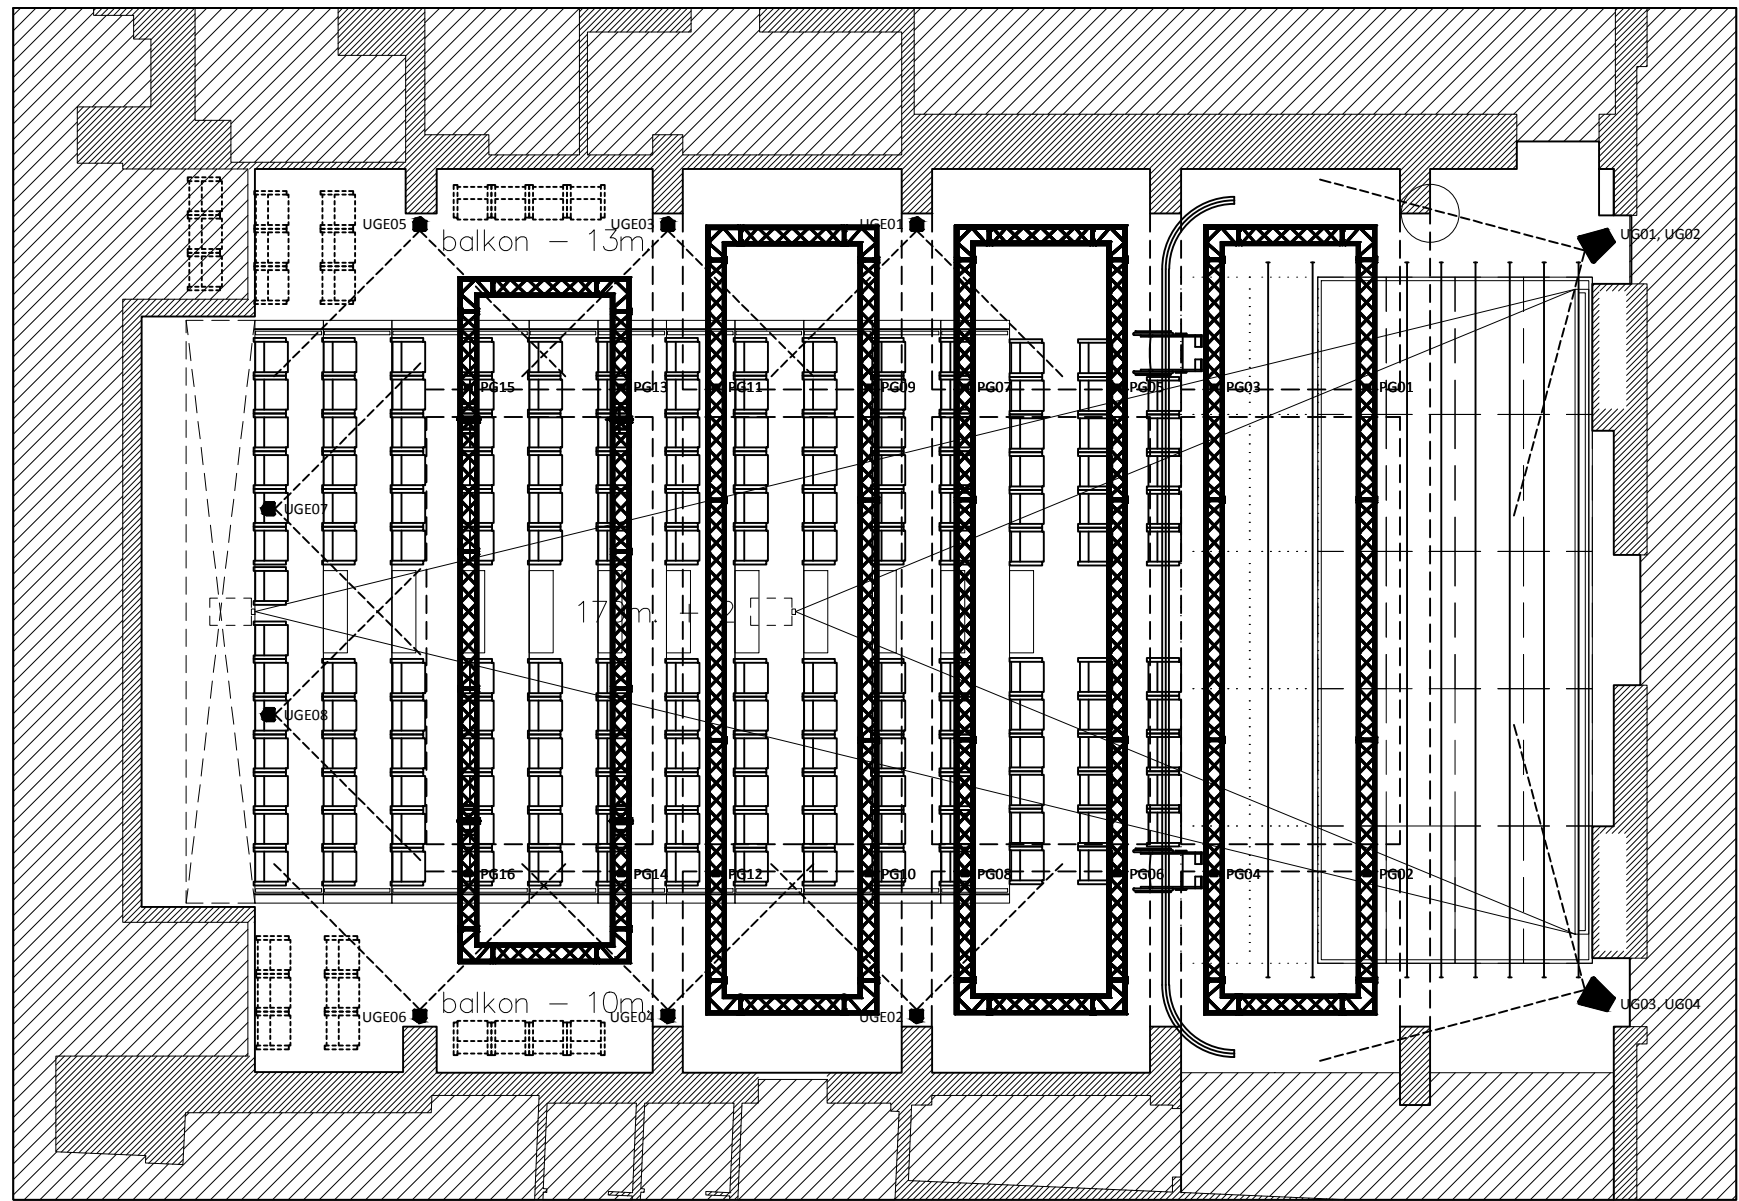 UGE05
UGE03
UGE01
UG01, UG02
balkon – 13m.
PG15
PG13
PG11
PG09
PG07
PG05
PG03
PG01
UGE07
UGE08
PG16
PG14
PG12
PG10
PG08
PG06
PG04
PG02
balkon – 10m.
UGE06
UGE04
UGE02
UG03, UG04